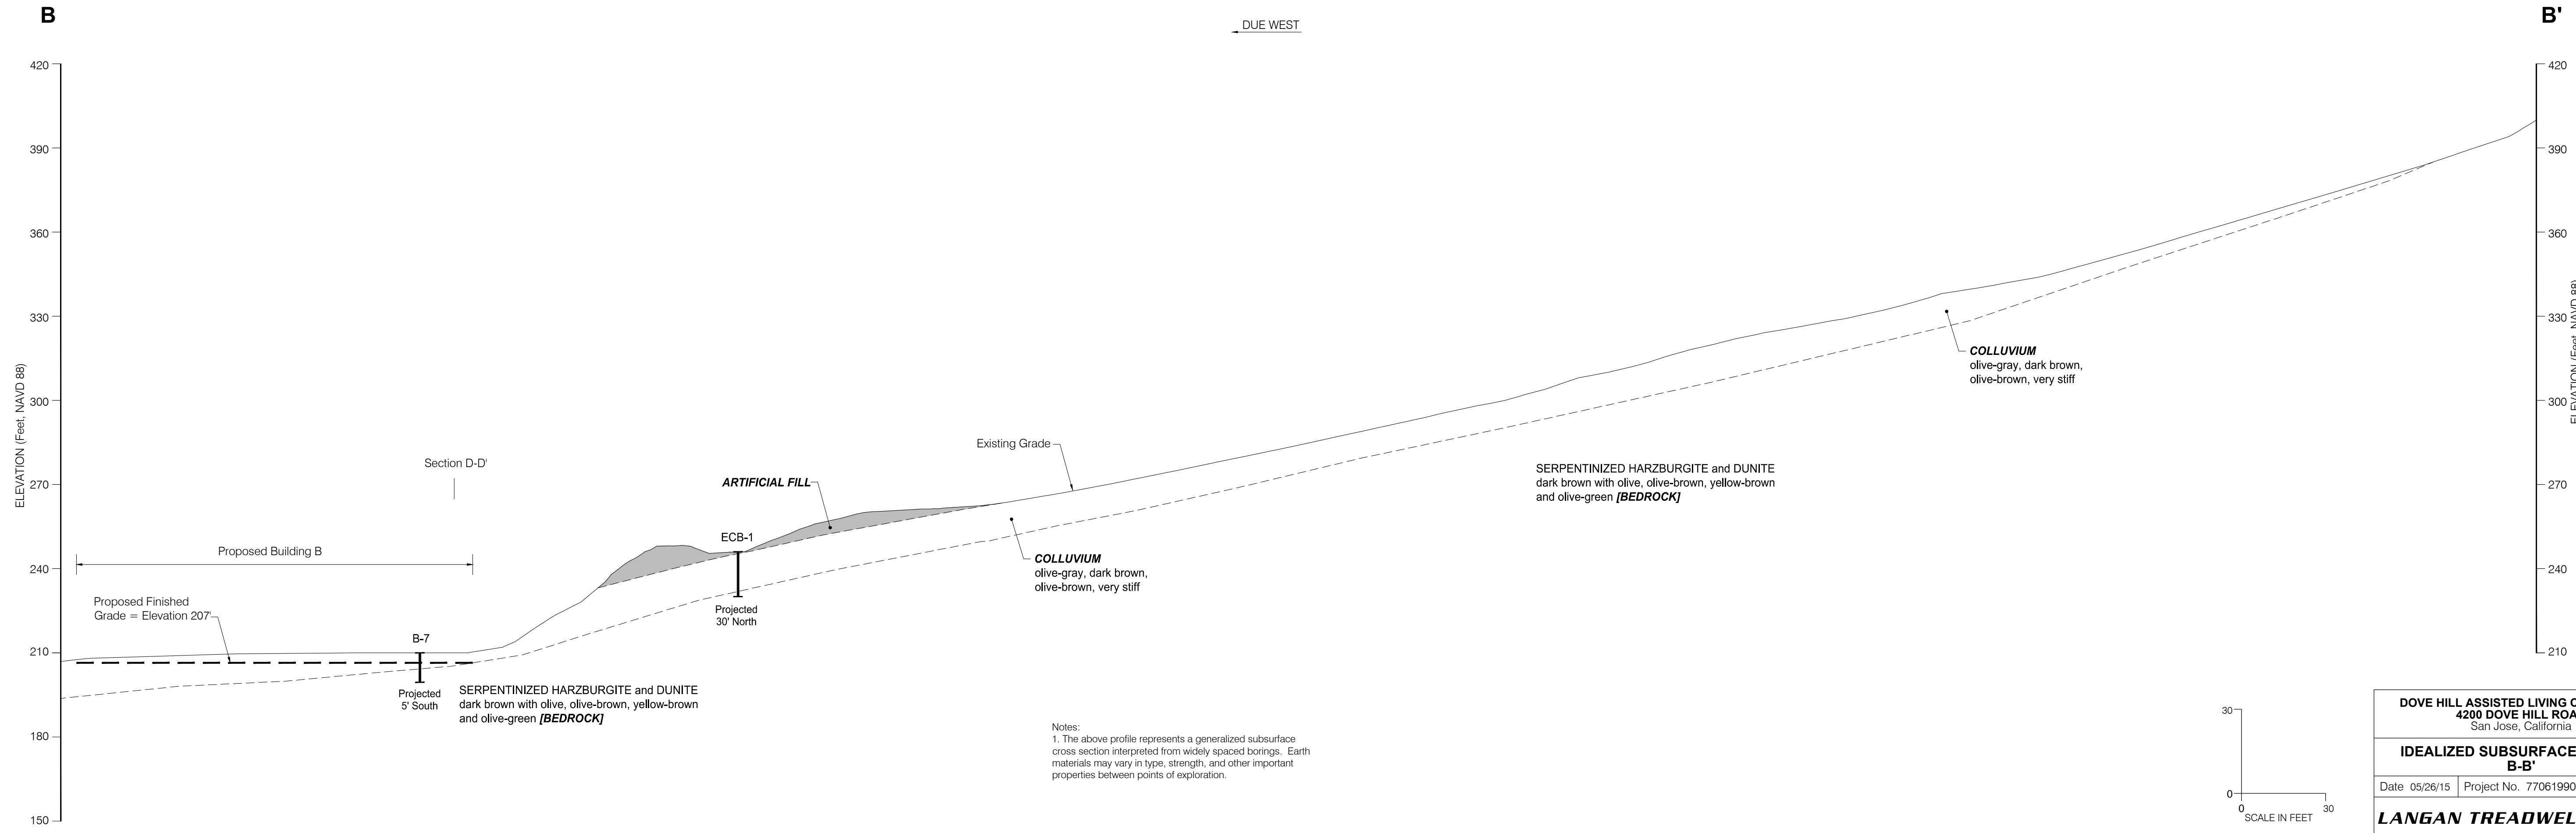 B
B'
DUE WEST
420
390
360
330
300
270
240
210
180
150
ELEVATION (Feet, NAVD 88)
420
390
360
330
300
270
240
210
ELEVATION (Feet, NAVD 88)
COLLUVIUM
olive-gray, dark brown,
olive-brown, very stiff
Existing Grade
Section D-D'
ARTIFICIAL FILL
SERPENTINIZED HARZBURGITE and DUNITE
dark brown with olive, olive-brown, yellow-brown
and olive-green [BEDROCK]
ECB-1
Projected
30' North
Proposed Building B
COLLUVIUM
olive-gray, dark brown,
olive-brown, very stiff
Proposed Finished
Grade = Elevation 207'
B-7
Projected
5' South
SERPENTINIZED HARZBURGITE and DUNITE
dark brown with olive, olive-brown, yellow-brown
and olive-green [BEDROCK]
Notes:
1. The above profile represents a generalized subsurface
cross section interpreted from widely spaced borings. Earth
materials may vary in type, strength, and other important
properties between points of exploration.
30
0
0
30
SCALE IN FEET
DOVE HILL ASSISTED LIVING
4200 DOVE HILL
San Jose, California
IDEALIZED SUBSURFACE
B-B'
Date 05/26/15
Project No. 77061990
LANGAN